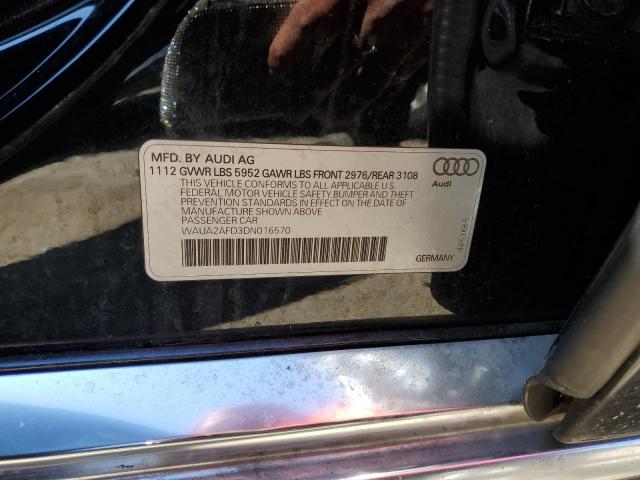 MFD. BY AUDI AG
1112 GVWR LBS 5952 GAWR LBS FRONT 2976/REAR 3108
THIS VEHICLE CONFORMS TO ALL APPLICABLE U.S
FEDERAL MOTOR VEHICLE SAFETY BUMPER AND THEFT
PREVENTION STANDARDS IN EFFECT ON THE DATE OF
MANUFACTURE SHOWN ABOVE
PASSENGER CAR
WAUA2AFD3DN016570
Audi
4053665
GERMANY